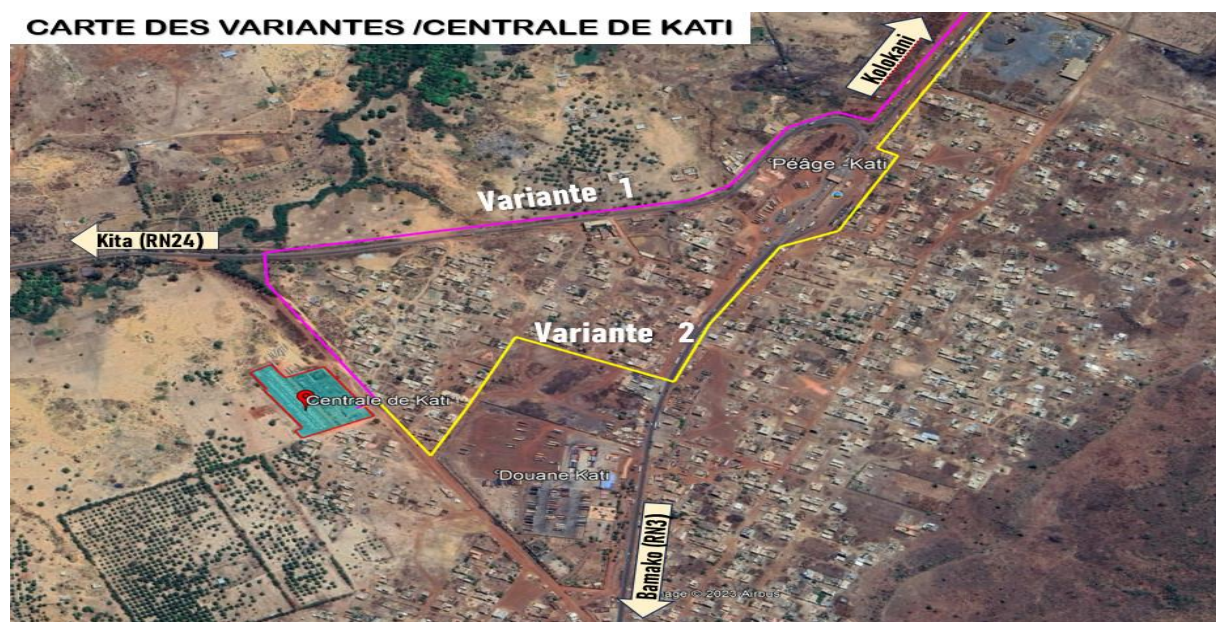 CARTE DES VARIANTES /CENTRALE DE KATI
Kolokani
Péâge -Kati
Variante 1
Kita (RN24)
Variante 2
Centrale de Kati
Douane Kati
Bamako (RN3)
age © 2023 Airbus